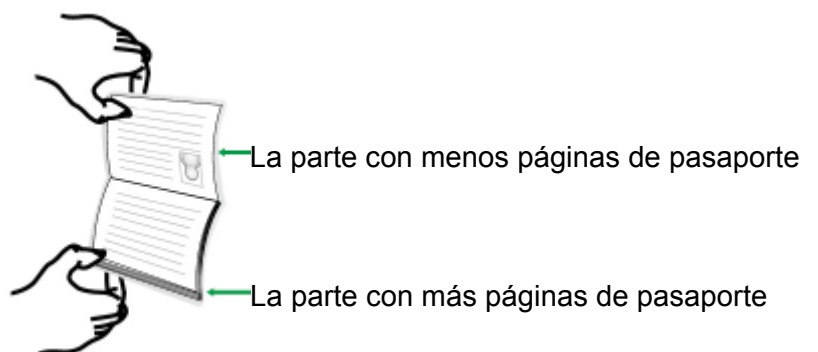 La parte con menos páginas de pasaporte
La parte con más páginas de pasaporte